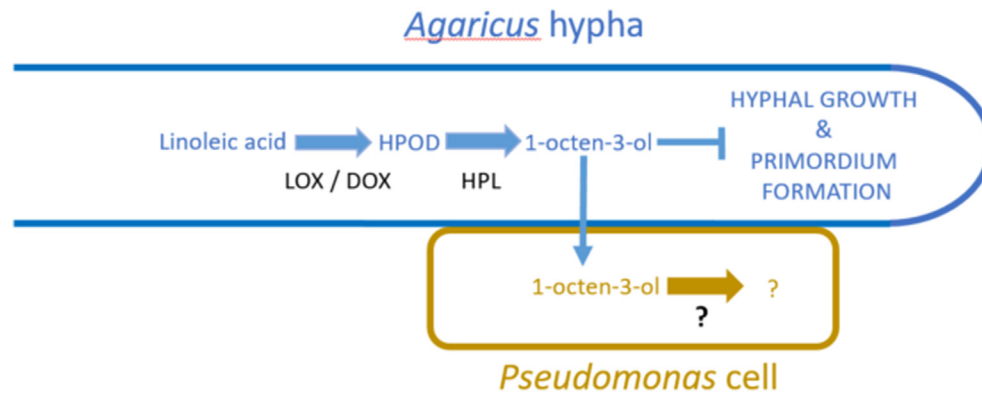 Agaricus hypha
Linoleic acid HPOD 1-octen-3-ol
LOX / DOX HPL
HYPHAL GROWTH
&
PRIMORDIUM
FORMATION
1-octen-3-ol ?
?
Pseudomonas cell